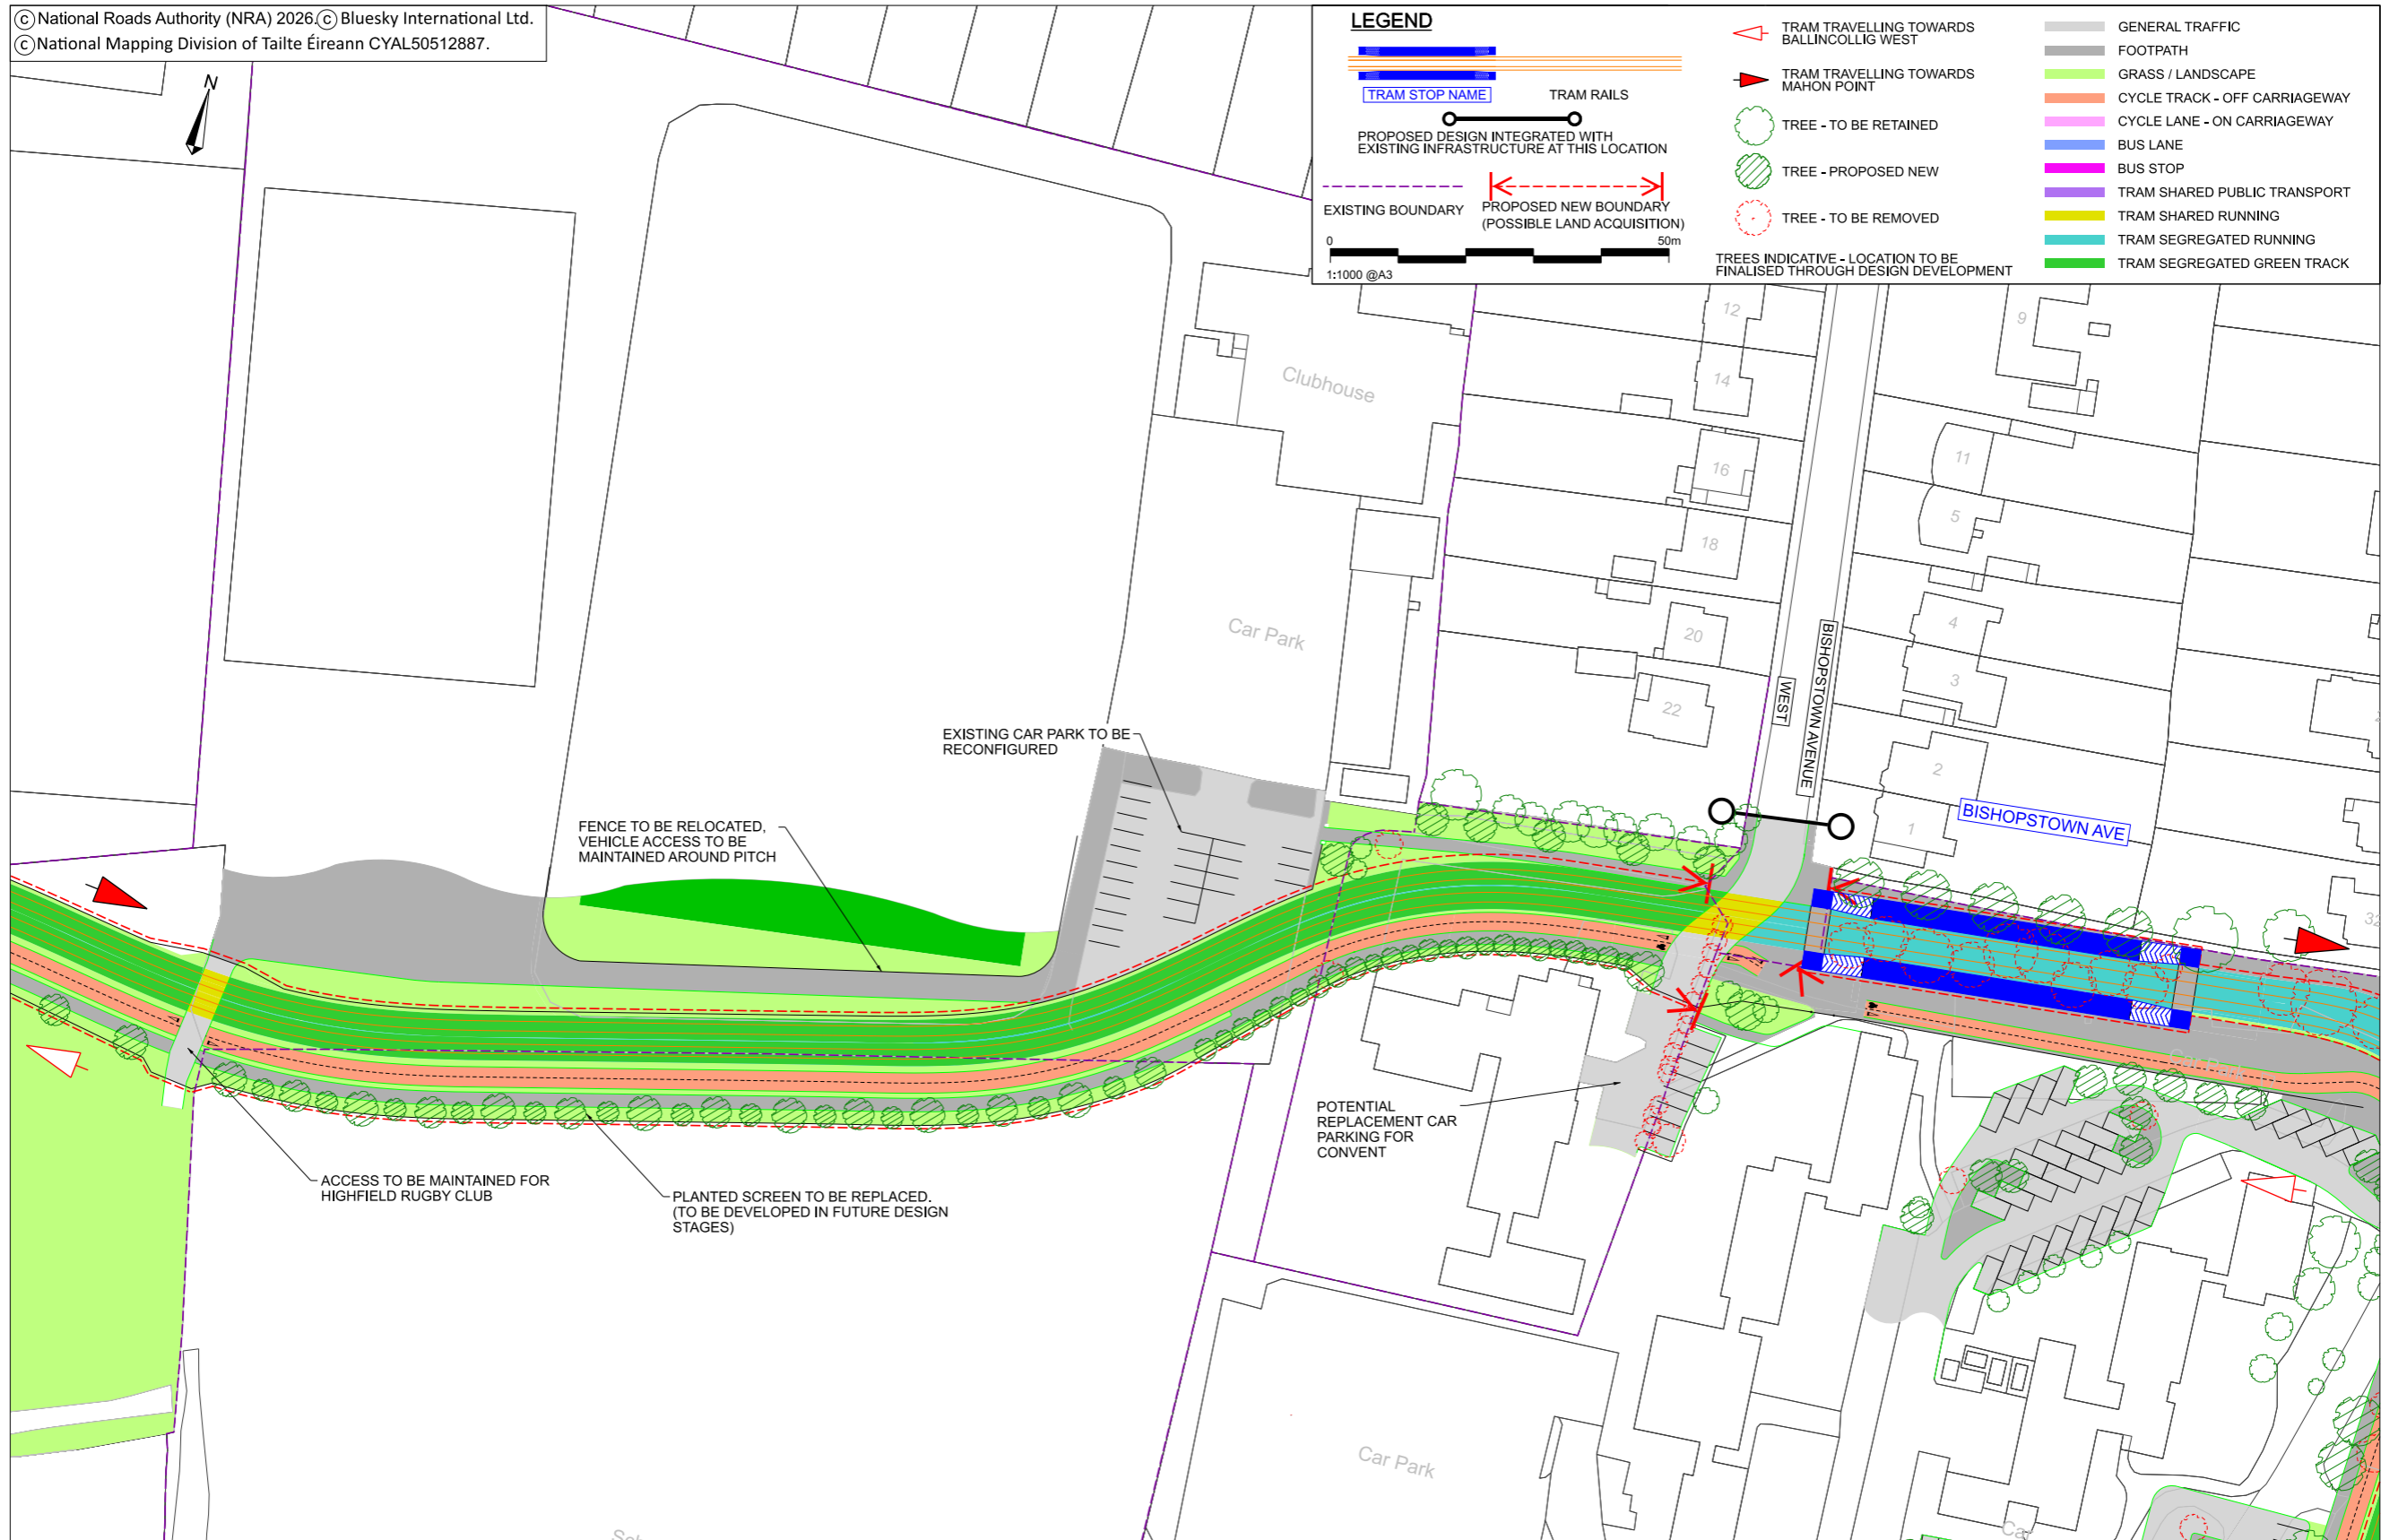 © National Roads Authority (NRA) 2026. © Bluesky International Ltd.
© National Mapping Division of Tailte Éireann CYAL50512887.
N
LEGEND
TRAM STOP NAME
TRAM RAILS
PROPOSED DESIGN INTEGRATED WITH
EXISTING INFRASTRUCTURE AT THIS LOCATION
EXISTING BOUNDARY
PROPOSED NEW BOUNDARY
(POSSIBLE LAND ACQUISITION)
0
50m
1:1000 @A3
TRAM TRAVELLING TOWARDS
BALLINCOLLIG WEST
TRAM TRAVELLING TOWARDS
MAHON POINT
TREE - TO BE RETAINED
TREE - PROPOSED NEW
TREE - TO BE REMOVED
TREES INDICATIVE - LOCATION TO BE
FINALISED THROUGH DESIGN DEVELOPMENT
GENERAL TRAFFIC
FOOTPATH
GRASS / LANDSCAPE
CYCLE TRACK - OFF CARRIAGEWAY
CYCLE LANE - ON CARRIAGEWAY
BUS LANE
BUS STOP
TRAM SHARED PUBLIC TRANSPORT
TRAM SHARED RUNNING
TRAM SEGREGATED RUNNING
TRAM SEGREGATED GREEN TRACK
12
9
14
Clubhouse
16
11
5
18
Car Park
20
4
3
22
WEST
BISHOPSTOWN AVENUE
2
1
BISHOPSTOWN AVE
32
EXISTING CAR PARK TO BE
RECONFIGURED
FENCE TO BE RELOCATED,
VEHICLE ACCESS TO BE
MAINTAINED AROUND PITCH
Car Park
POTENTIAL
REPLACEMENT CAR
PARKING FOR
CONVENT
ACCESS TO BE MAINTAINED FOR
HIGHFIELD RUGBY CLUB
PLANTED SCREEN TO BE REPLACED.
(TO BE DEVELOPED IN FUTURE DESIGN
STAGES)
Car Park
Car